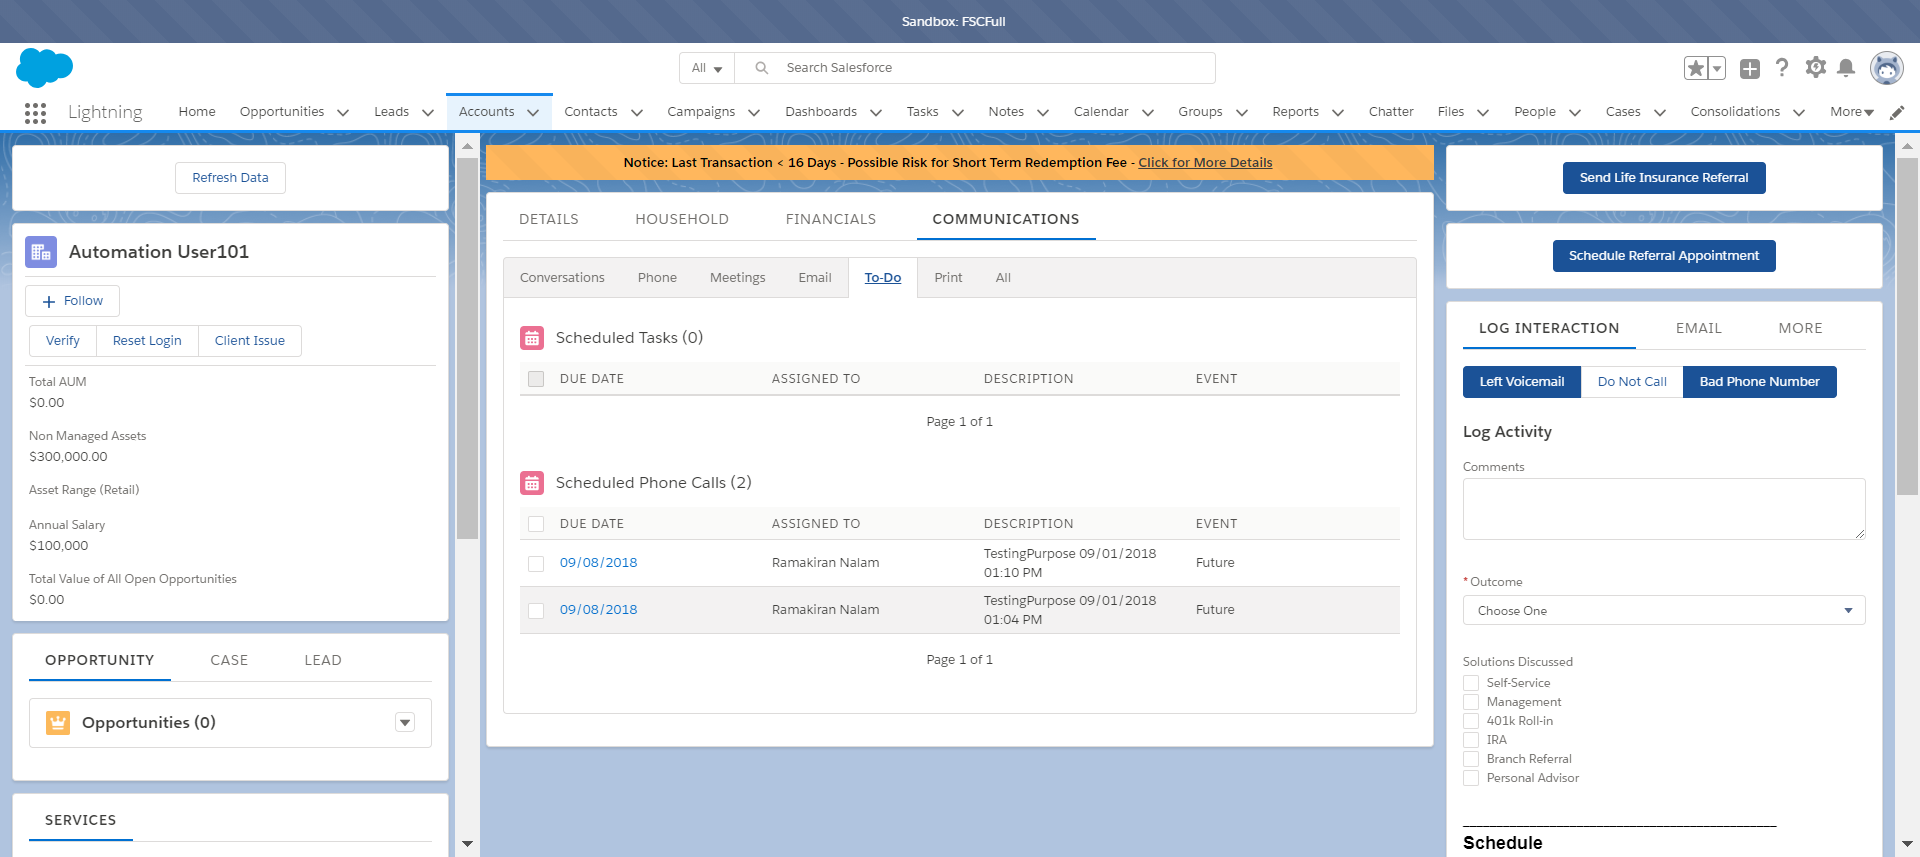 Sandbox: FSCFull
All
Search Salesforce
Lightning
Home
Opportunities
Leads
Accounts
Contacts
Campaigns
Dashboards
Tasks
Notes
Calendar
Groups
Reports
Chatter
Files
People
Cases
Consolidations
More
Refresh Data
Automation User101
+ Follow
Verify
Reset Login
Client Issue
Total AUM
$0.00
Non Managed Assets
$300,000.00
Asset Range (Retail)
Annual Salary
$100,000
Total Value of All Open Opportunities
$0.00
OPPORTUNITY
CASE
LEAD
Opportunities (0)
SERVICES
Notice: Last Transaction < 16 Days - Possible Risk for Short Term Redemption Fee - Click for More Details
DETAILS
HOUSEHOLD
FINANCIALS
COMMUNICATIONS
Conversations
Phone
Meetings
Email
To-Do
Print
All
Scheduled Tasks (0)
DUE DATE
ASSIGNED TO
DESCRIPTION
EVENT
Page 1 of 1
Scheduled Phone Calls (2)
DUE DATE
ASSIGNED TO
DESCRIPTION
EVENT
09/08/2018
Ramakiran Nalam
TestingPurpose 09/01/2018
01:10 PM
Future
09/08/2018
Ramakiran Nalam
TestingPurpose 09/01/2018
01:04 PM
Future
Page 1 of 1
Send Life Insurance Referral
Schedule Referral Appointment
LOG INTERACTION
EMAIL
MORE
Left Voicemail
Do Not Call
Bad Phone Number
Log Activity
Comments
*Outcome
Choose One
Solutions Discussed
Self-Service
Management
401k Roll-in
IRA
Branch Referral
Personal Advisor
Schedule